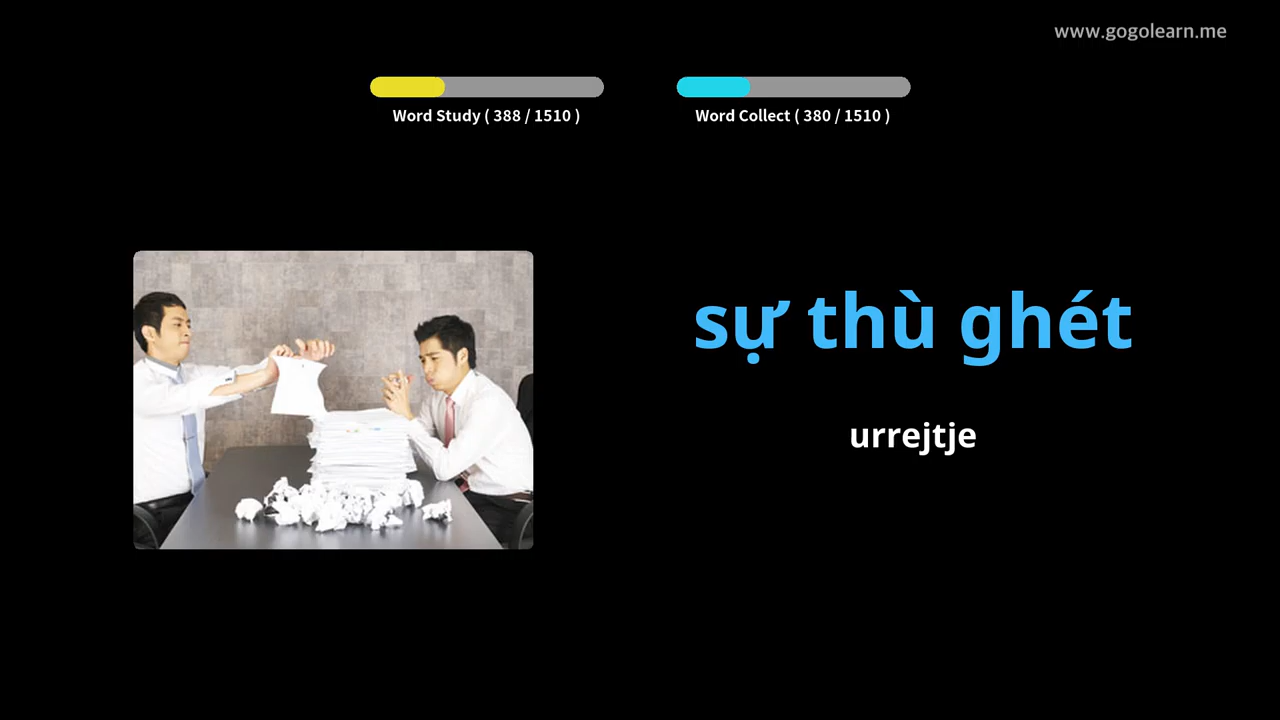 www.gogolearn.me
Word Study ( 388 / 1510 )
Word Collect ( 380 / 1510 )
sự thù ghét
urrejtje